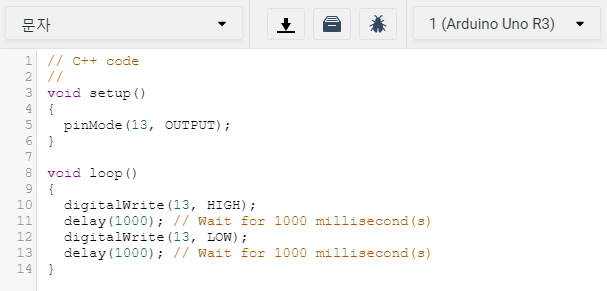 문자
1 (Arduino Uno R3)
1 // C++ code
2 //
3 void setup()
4 {
5   pinMode(13, OUTPUT);
6 }
7
8 void loop()
9 {
10   digitalWrite(13, HIGH);
11   delay(1000); // Wait for 1000 millisecond(s)
12   digitalWrite(13, LOW);
13   delay(1000); // Wait for 1000 millisecond(s)
14 }